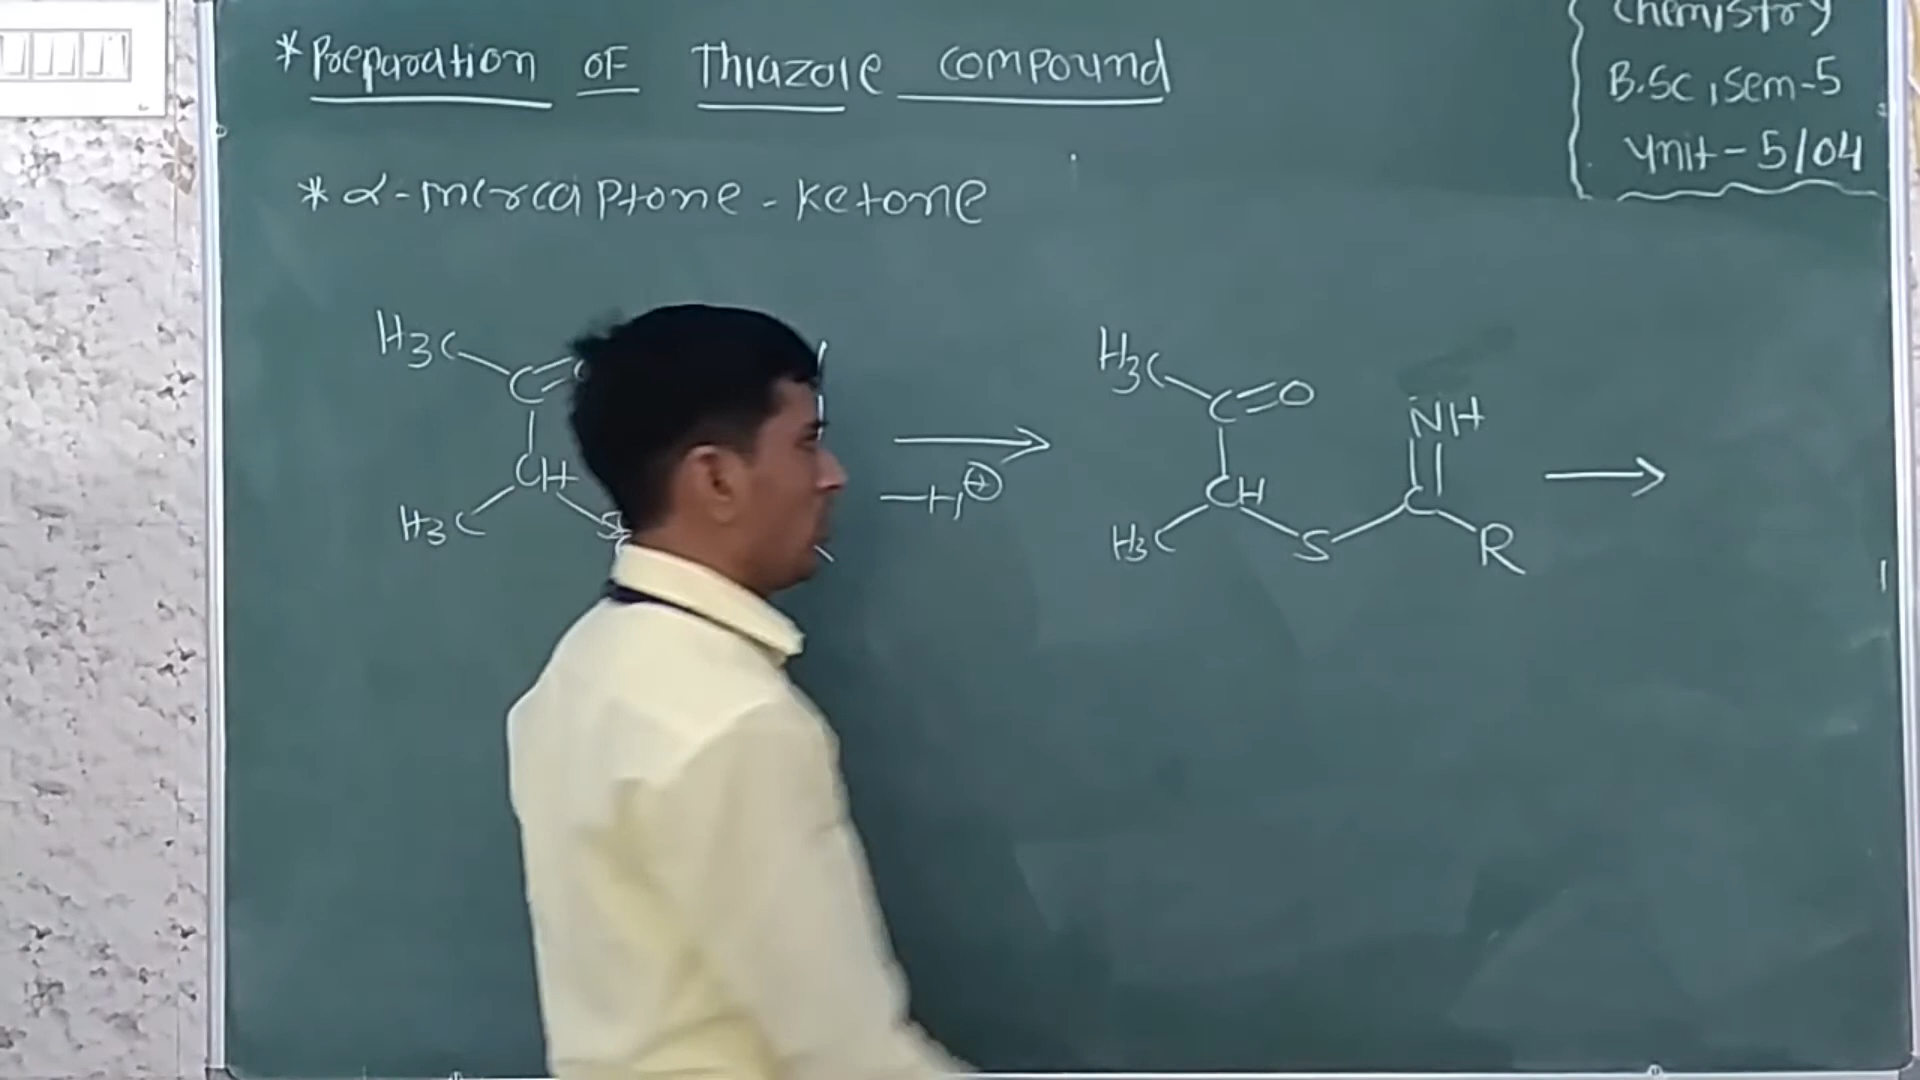 *Preparation of Thiazole compound
Chemistry
B.Sc, Sem-5
Unit-5/04
*α-mercaptone-ketone
H3C
C=
CH
H3C
S
→
-H⊕
H3C
C=O
CH
H3C
S
NH
C
R
→